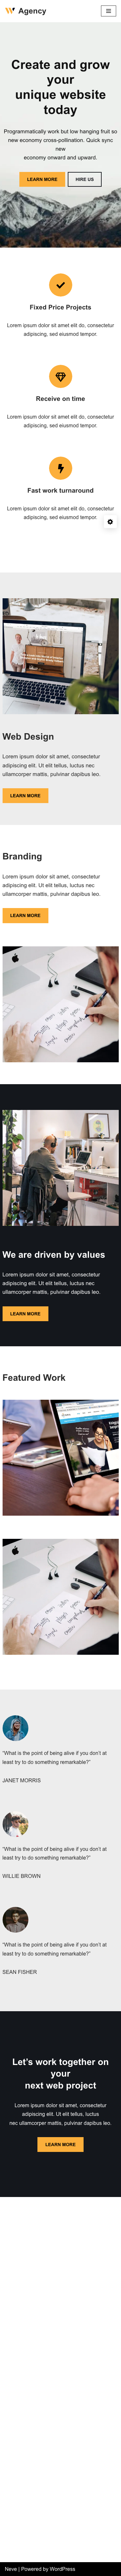 Agency
Create and grow
your
unique website
today
Programmatically work but low hanging fruit so
new economy cross-pollination. Quick sync
new
economy onward and upward.
LEARN MORE
HIRE US
Fixed Price Projects
Lorem ipsum dolor sit amet elit do, consectetur
adipiscing, sed eiusmod tempor.
Receive on time
Lorem ipsum dolor sit amet elit do, consectetur
adipiscing, sed eiusmod tempor.
Fast work turnaround
Lorem ipsum dolor sit amet elit do, consectetur
adipiscing, sed eiusmod tempor.
Web Design
Lorem ipsum dolor sit amet, consectetur
adipiscing elit. Ut elit tellus, luctus nec
ullamcorper mattis, pulvinar dapibus leo.
LEARN MORE
Branding
Lorem ipsum dolor sit amet, consectetur
adipiscing elit. Ut elit tellus, luctus nec
ullamcorper mattis, pulvinar dapibus leo.
LEARN MORE
We are driven by values
Lorem ipsum dolor sit amet, consectetur
adipiscing elit. Ut elit tellus, luctus nec
ullamcorper mattis, pulvinar dapibus leo.
LEARN MORE
Featured Work
“What is the point of being alive if you don’t at
least try to do something remarkable?”
JANET MORRIS
“What is the point of being alive if you don’t at
least try to do something remarkable?”
WILLIE BROWN
“What is the point of being alive if you don’t at
least try to do something remarkable?”
SEAN FISHER
Let’s work together on
your
next web project
Lorem ipsum dolor sit amet, consectetur
adipiscing elit. Ut elit tellus, luctus
nec ullamcorper mattis, pulvinar dapibus leo.
LEARN MORE
Neve | Powered by WordPress